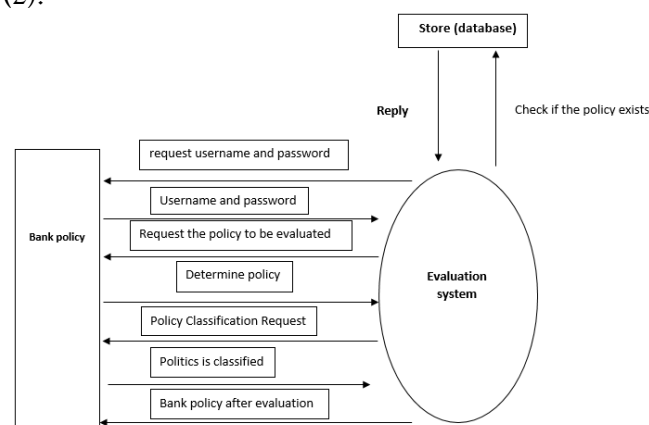 (2).
Store (database)
Reply
Check if the policy exists
request username and password
Username and password
Bank policy
Request the policy to be evaluated
Determine policy
Evaluation
system
Policy Classification Request
Politics is classified
Bank policy after evaluation